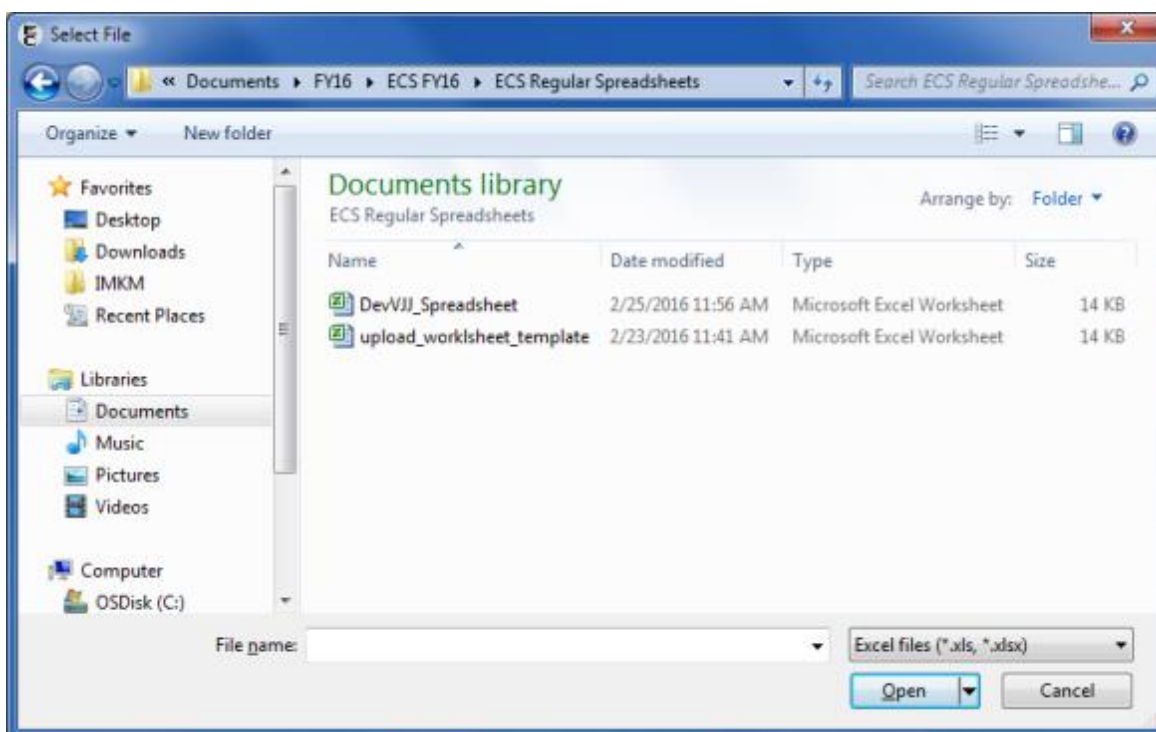 Select File
« Documents ▸ FY16 ▸ ECS FY16 ▸ ECS Regular Spreadsheets
Search ECS Regular Spreadshe...
Organize New folder
Favorites
Desktop
Downloads
IMKM
Recent Places
Libraries
Documents
Music
Pictures
Videos
Computer
OSDisk (C:)
Documents library
ECS Regular Spreadsheets
Arrange by: Folder
Name Date modified Type Size
DevVJJ_Spreadsheet 2/25/2016 11:56 AM Microsoft Excel Worksheet 14 KB
upload_worklsheet_template 2/23/2016 11:41 AM Microsoft Excel Worksheet 14 KB
File name: Excel files (*.xls, *.xlsx)
Open Cancel